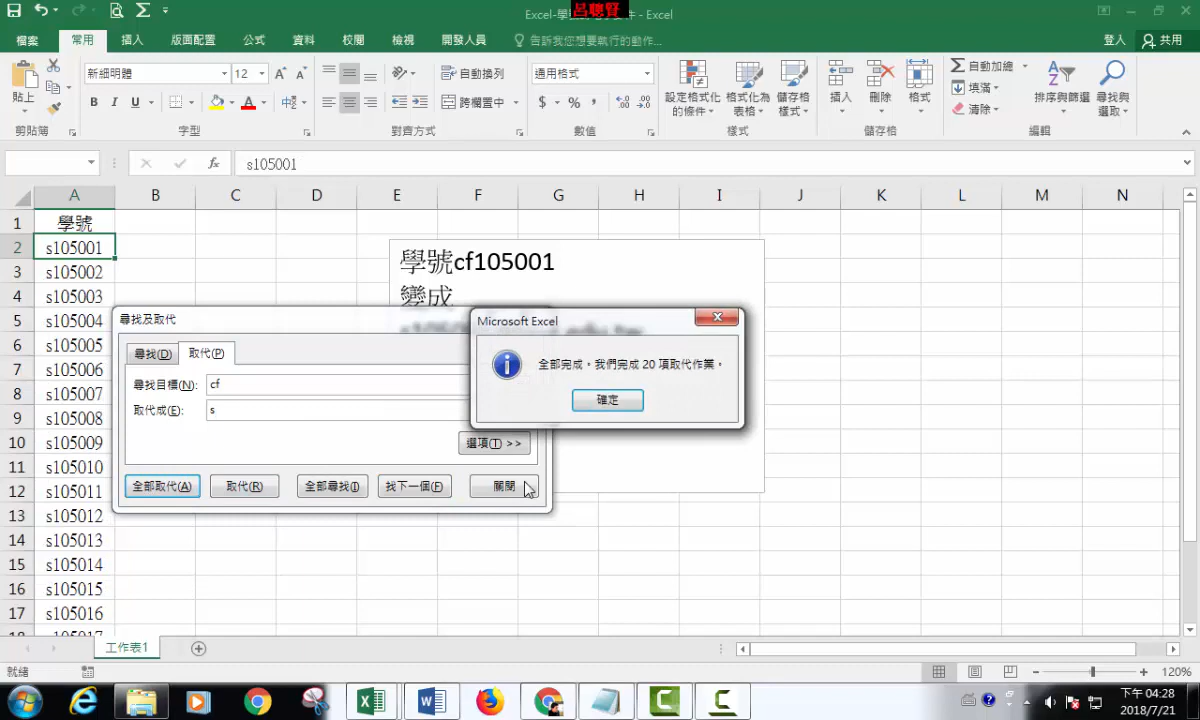 呂聰賢
Excel-學
- Excel
檔案 常用 插入 版面配置 公式 資料 校閱 檢視 開發人員 告訴我您想要執行的動作... 登入 共用
貼上 新細明體 12 自動換列 通用格式 設定格式化的條件 格式化為表格 儲存格樣式 插入 刪除 格式 自動加總 填滿 清除 排序與篩選 尋找與選取
B I U 跨欄置中 $ % ,
剪貼簿 字型 對齊方式 數值 樣式 儲存格 編輯
fx s105001
A B C D E F G H I J K L M N
1 學號
2 s105001
3 s105002
4 s105003
5 s105004
6 s105005
7 s105006
8 s105007
9 s105008
10 s105009
11 s105010
12 s105011
13 s105012
14 s105013
15 s105014
16 s105015
17 s105016
學號cf105001
變成
尋找及取代
尋找(D) 取代(P)
尋找目標(N): cf
取代成(E): s
選項(T) >>
全部取代(A) 取代(R) 全部尋找(I) 找下一個(F) 關閉
Microsoft Excel
全部完成。我們完成 20 項取代作業。
確定
工作表1
就緒 120%
下午 04:28
2018/7/21